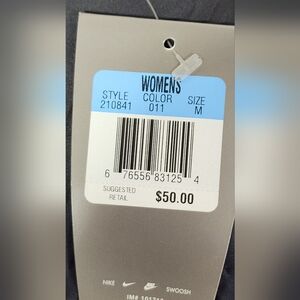 WOMENS
STYLE COLOR SIZE
210841 011 M
6 76556 83125 4
SUGGESTED
RETAIL $50.00
NIKE SWOOSH